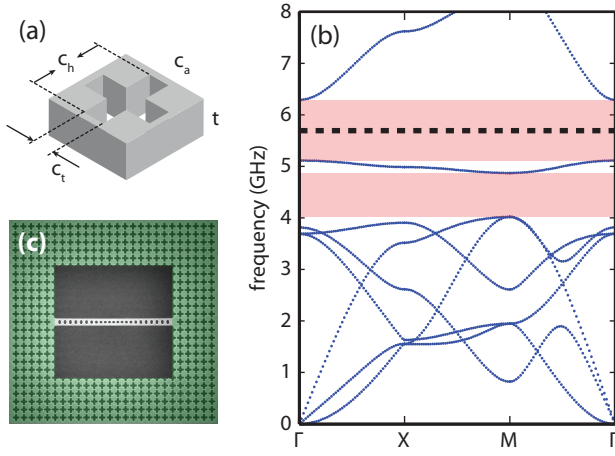 (a)
c_h
c_a
t
c_t
(c)
(b)
frequency (GHz)
8
7
6
5
4
3
2
1
0
Γ X M Γ